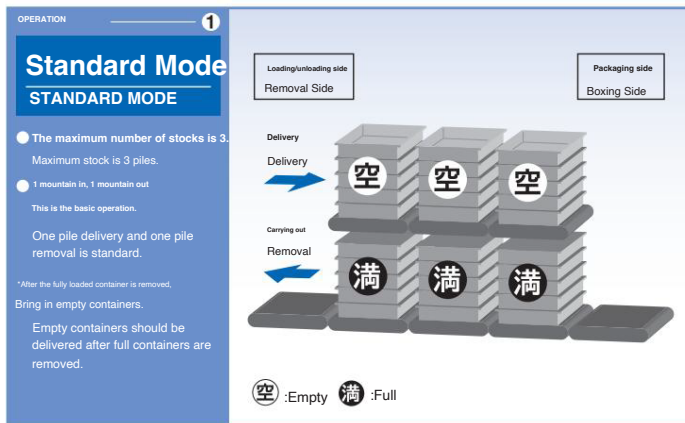 OPERATION
1
Standard Mode
STANDARD MODE
The maximum number of stocks is 3.
Maximum stock is 3 piles.
1 mountain in, 1 mountain out
This is the basic operation.
One pile delivery and one pile
removal is standard.
*After the fully loaded container is removed,
Bring in empty containers.
Empty containers should be
delivered after full containers are
removed.
Loading/unloading side
Removal Side
Packaging side
Boxing Side
Delivery
Delivery
空 空 空
Carrying out
Removal
満 満 満
空 :Empty 満 :Full